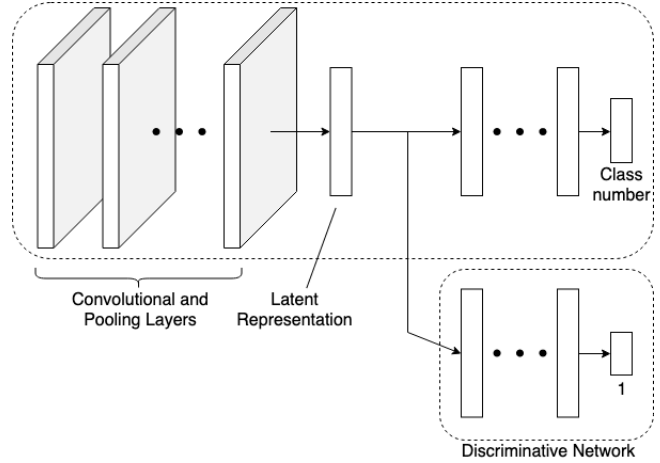 Class
number
Convolutional and
Pooling Layers
Latent
Representation
1
Discriminative Network